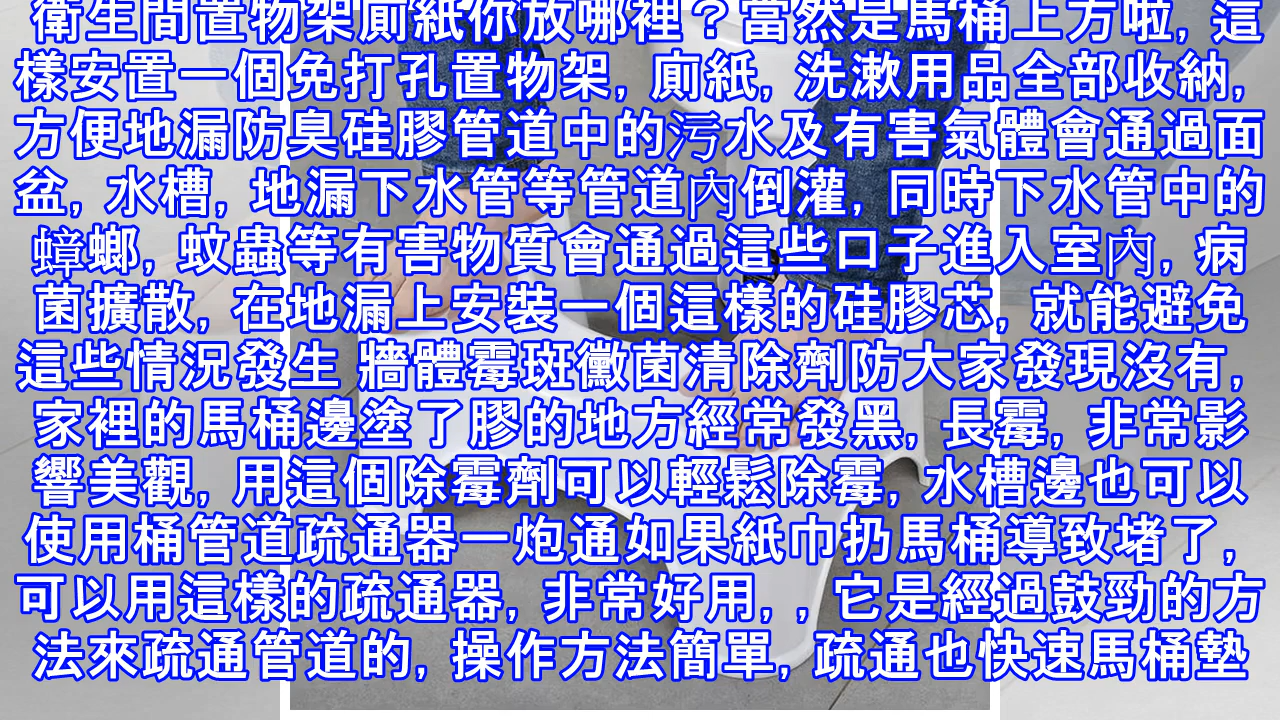 衛生間置物架廁紙你放哪裡？當然是馬桶上方啦, 這
樣安置一個免打孔置物架, 廁紙, 洗漱用品全部收納,
方便地漏防臭硅膠管道中的污水及有害氣體會通過面
盆, 水槽, 地漏下水管等管道內倒灌, 同時下水管中的
蟑螂, 蚊蟲等有害物質會通過這些口子進入室內, 病
菌擴散, 在地漏上安裝一個這樣的硅膠芯, 就能避免
這些情況發生 牆體霉斑黴菌清除劑防大家發現沒有,
家裡的馬桶邊塗了膠的地方經常發黑, 長霉, 非常影
響美觀, 用這個除霉劑可以輕鬆除霉, 水槽邊也可以
使用桶管道疏通器一炮通如果紙巾扔馬桶導致堵了,
可以用這樣的疏通器, 非常好用, , 它是經過鼓勁的方
法來疏通管道的, 操作方法簡單, 疏通也快速馬桶墊